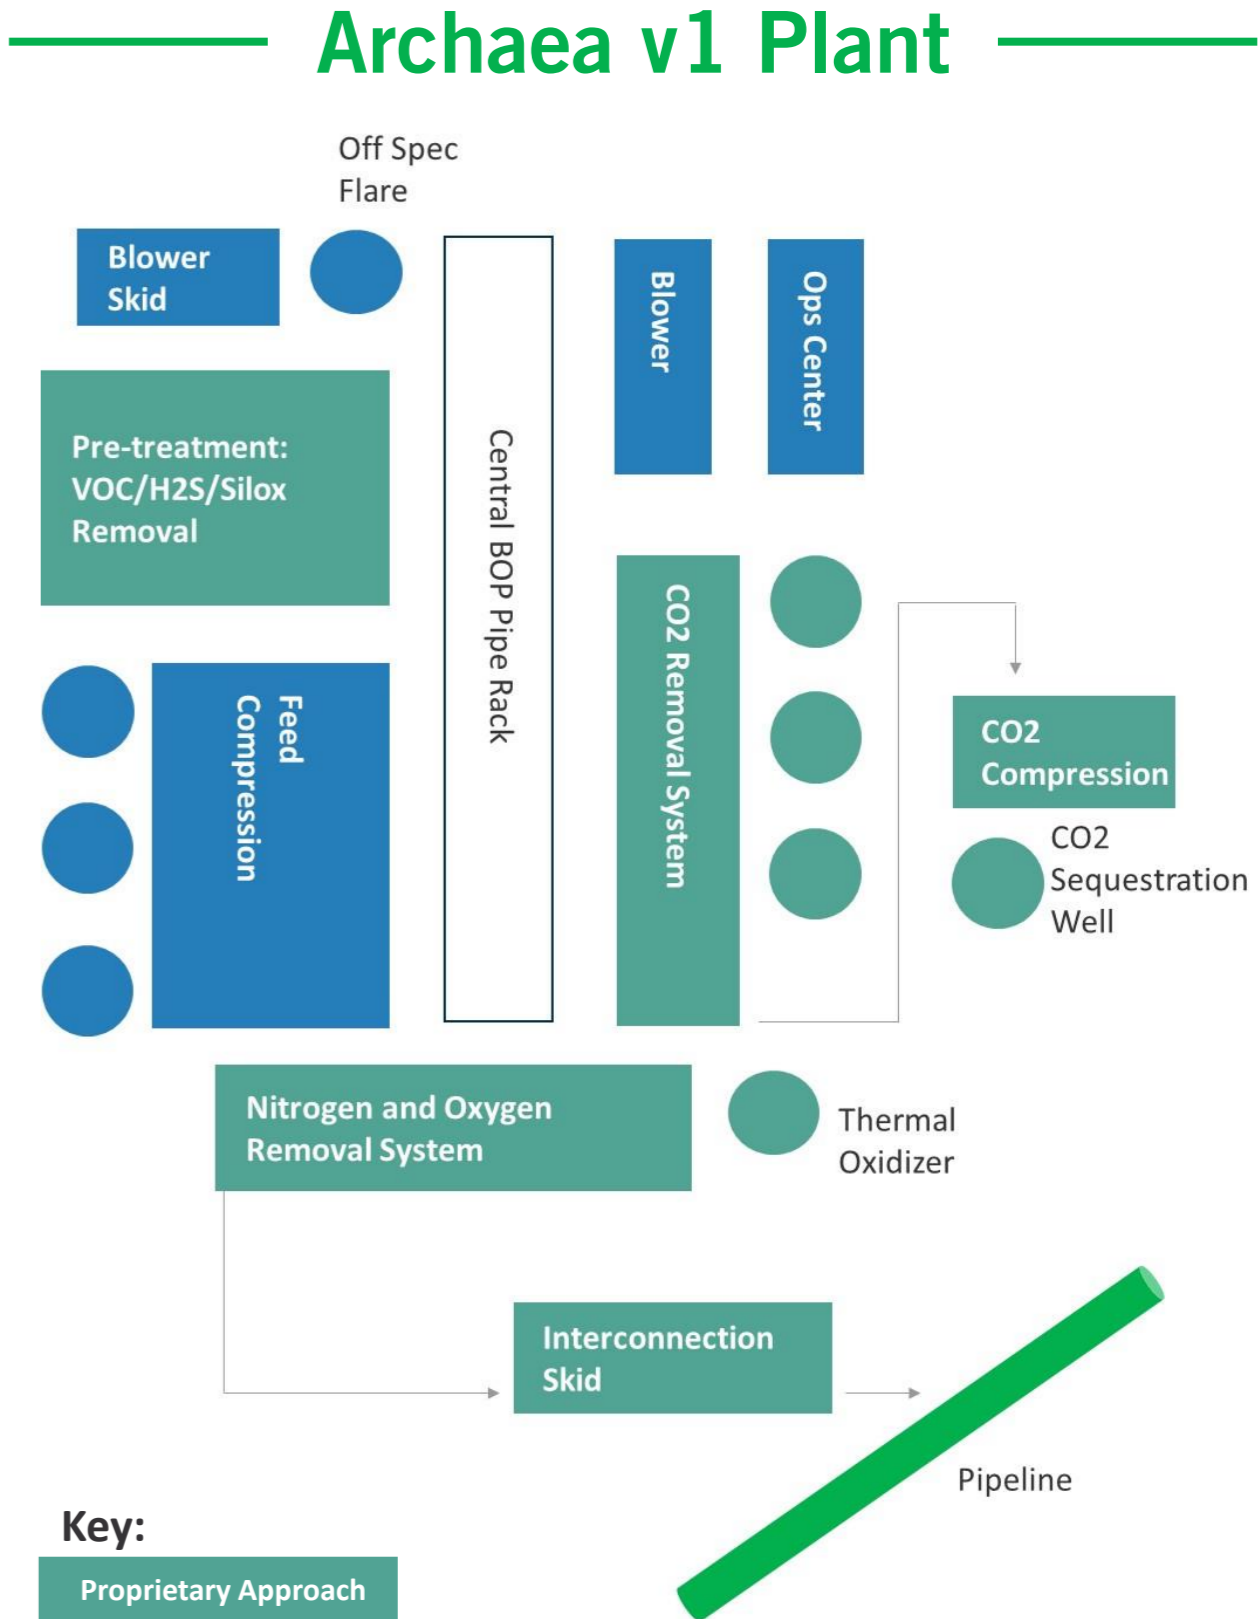 Archaea v1 Plant
Off Spec
Flare
Blower
Skid
Blower
Ops Center
Pre-treatment:
VOC/H2S/Silox
Removal
Central BOP Pipe Rack
Feed
Compression
CO2 Removal System
CO2
Compression
CO2
Sequestration
Well
Nitrogen and Oxygen
Removal System
Thermal
Oxidizer
Interconnection
Skid
Pipeline
Key:
Proprietary Approach